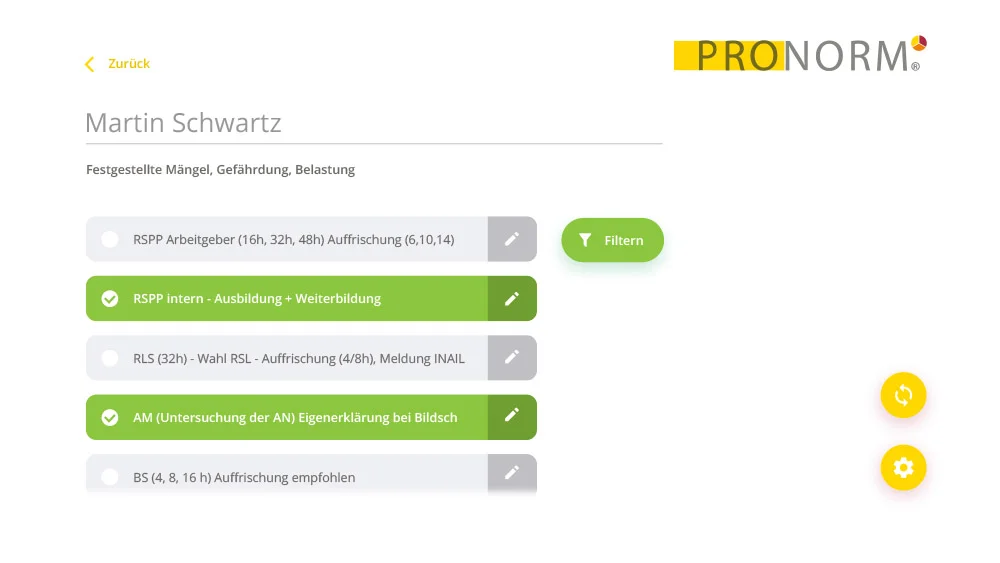 Zurück
PRONORM®
Martin Schwartz
Festgestellte Mängel, Gefährdung, Belastung
RSPP Arbeitgeber (16h, 32h, 48h) Auffrischung (6,10,14)
Filtern
RSPP intern - Ausbildung + Weiterbildung
RLS (32h) - Wahl RSL - Auffrischung (4/8h), Meldung INAIL
AM (Untersuchung der AN) Eigenerklärung bei Bildsch
BS (4, 8, 16 h) Auffrischung empfohlen